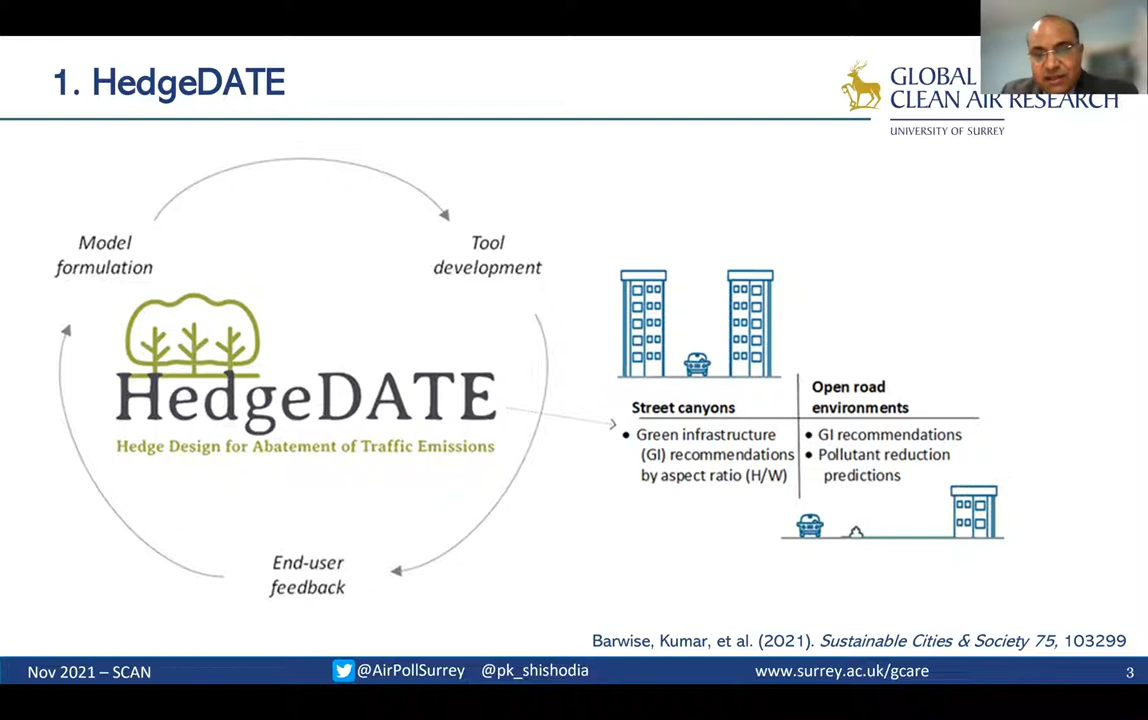 1. HedgeDATE
GLOBAL
CLEAN AIR RESEARCH
UNIVERSITY OF SURREY
Model
formulation
Tool
development
HedgeDATE
Hedge Design for Abatement of Traffic Emissions
End-user
feedback
Street canyons
• Green infrastructure
(GI) recommendations
by aspect ratio (H/W)
Open road
environments
• GI recommendations
• Pollutant reduction
predictions
Barwise, Kumar, et al. (2021). Sustainable Cities & Society 75, 103299
Nov 2021 – SCAN
@AirPollSurrey @pk_shishodia
www.surrey.ac.uk/gcare
3